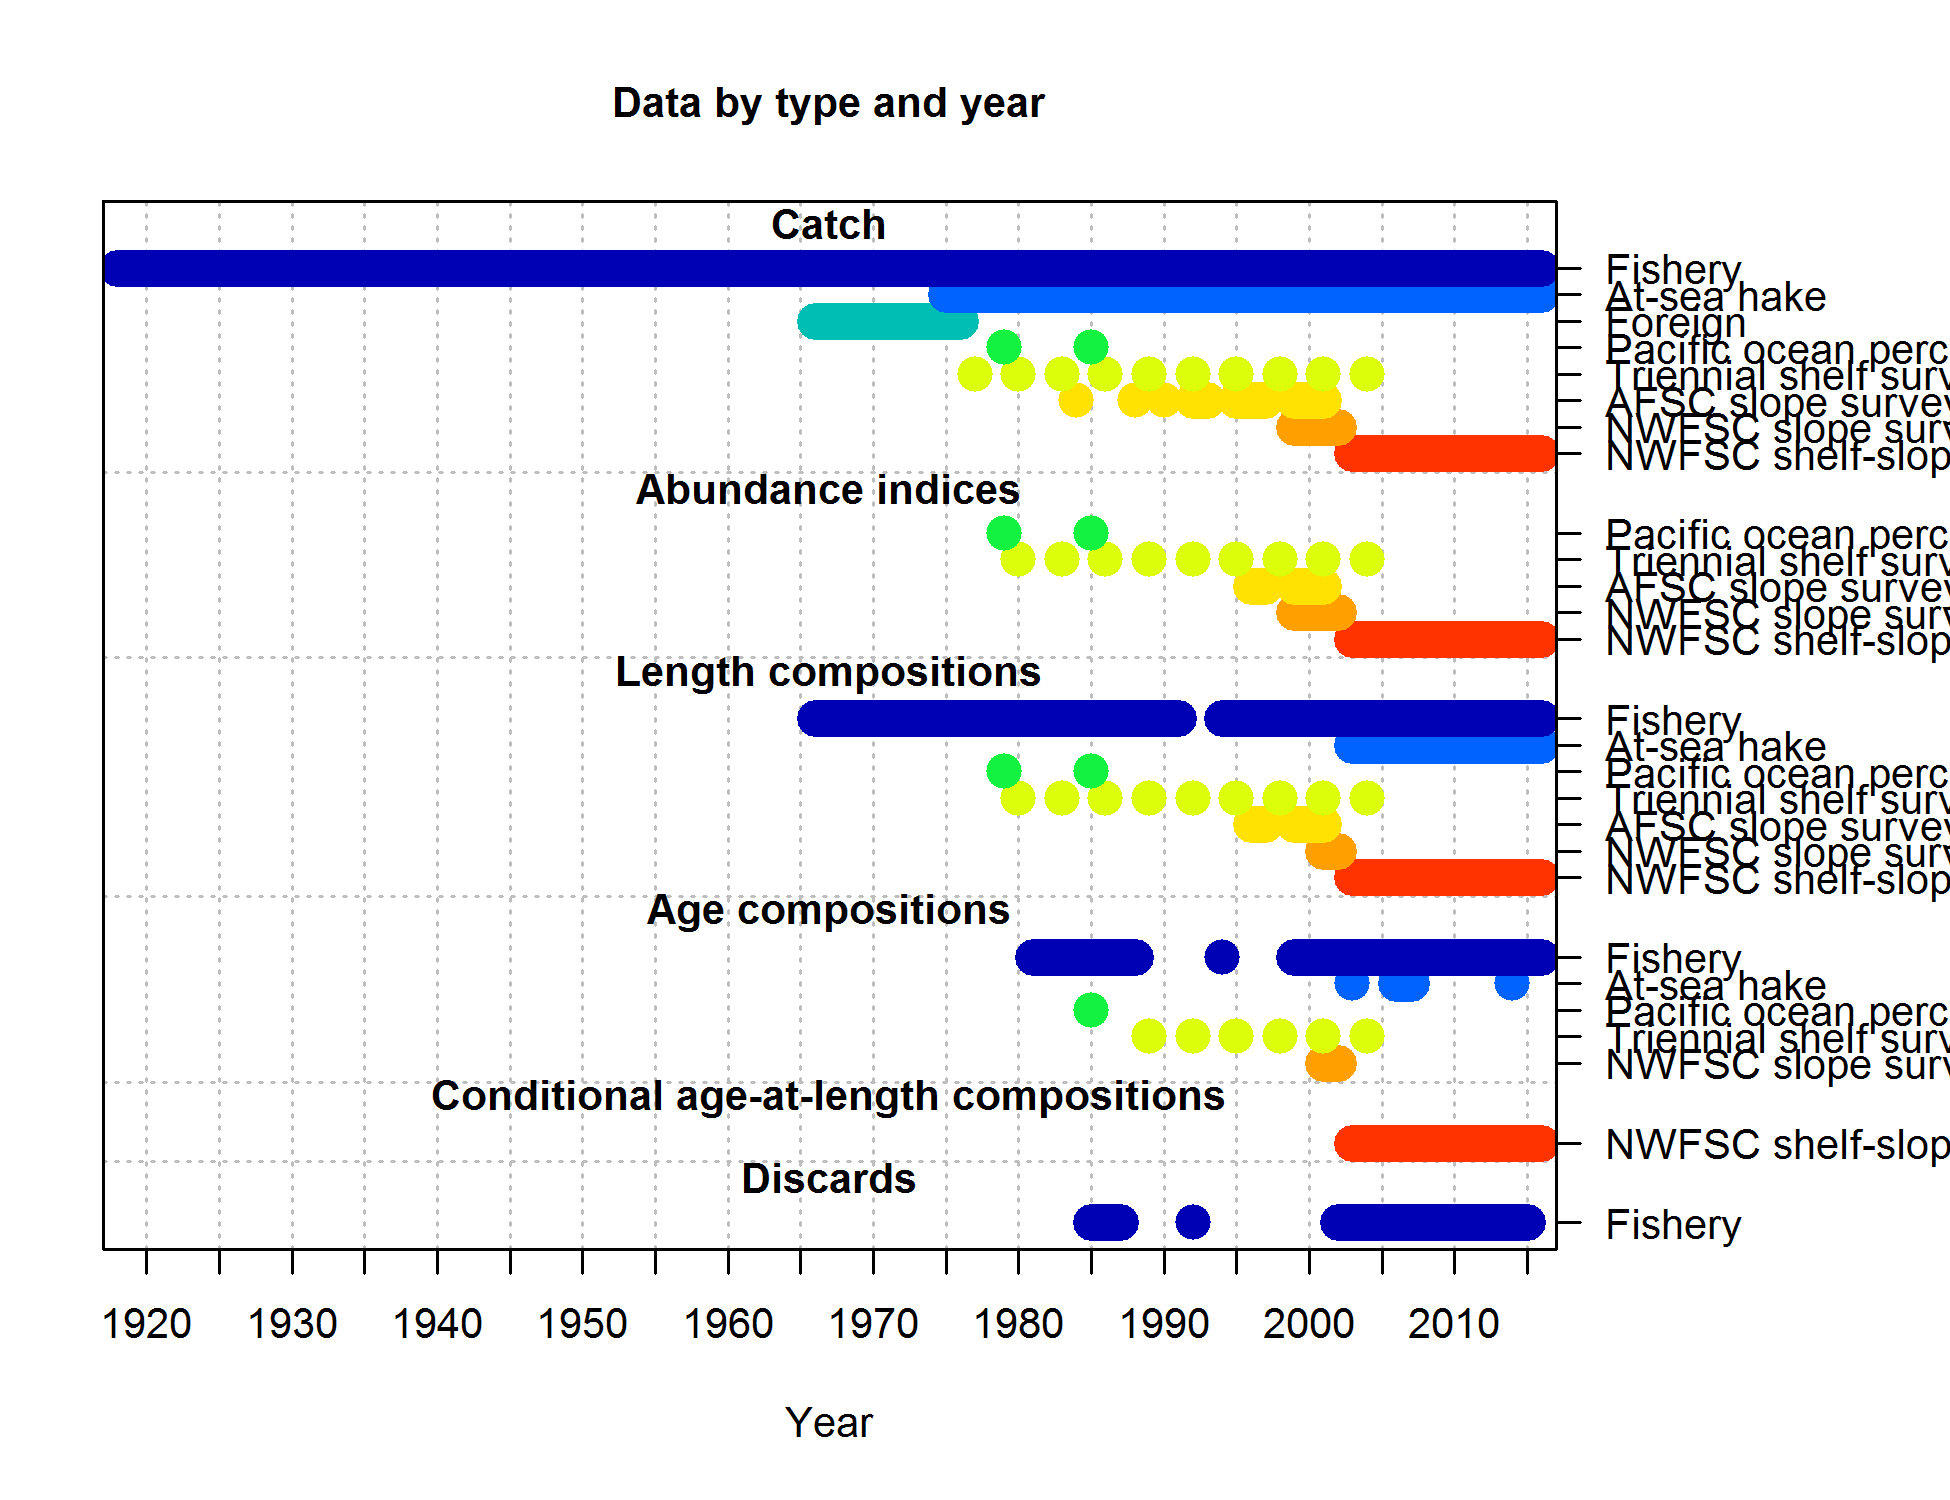 Data by type and year
Catch
Fishery
At-sea hake
Foreign
Pacific ocean perc
Triennial shelf surv
AFSC slope survey
NWFSC slope surv
NWFSC shelf-slop
Abundance indices
Pacific ocean perc
Triennial shelf surv
AFSC slope survey
NWFSC slope surv
NWFSC shelf-slop
Length compositions
Fishery
At-sea hake
Pacific ocean perc
Triennial shelf surv
AFSC slope survey
NWFSC slope surv
NWFSC shelf-slop
Age compositions
Fishery
At-sea hake
Pacific ocean perc
Triennial shelf surv
NWFSC slope surv
Conditional age-at-length compositions
NWFSC shelf-slop
Discards
Fishery
1920 1930 1940 1950 1960 1970 1980 1990 2000 2010
Year